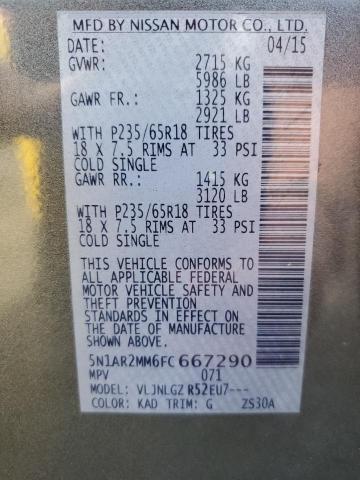 MFD BY NISSAN MOTOR CO., LTD.
DATE: 04/15
GVWR: 2715 KG
5986 LB
GAWR FR.: 1325 KG
2921 LB
WITH P235/65R18 TIRES
18 X 7.5 RIMS AT 33 PSI
COLD SINGLE
GAWR RR.: 1415 KG
3120 LB
WITH P235/65R18 TIRES
18 X 7.5 RIMS AT 33 PSI
COLD SINGLE
THIS VEHICLE CONFORMS TO
ALL APPLICABLE FEDERAL
MOTOR VEHICLE SAFETY AND
THEFT PREVENTION
STANDARDS IN EFFECT ON
THE DATE OF MANUFACTURE
SHOWN ABOVE.
5N1AR2MM6FC667290
MPV 071
MODEL: VLJNLGZ R52EU7---
COLOR: KAD TRIM: G ZS30A